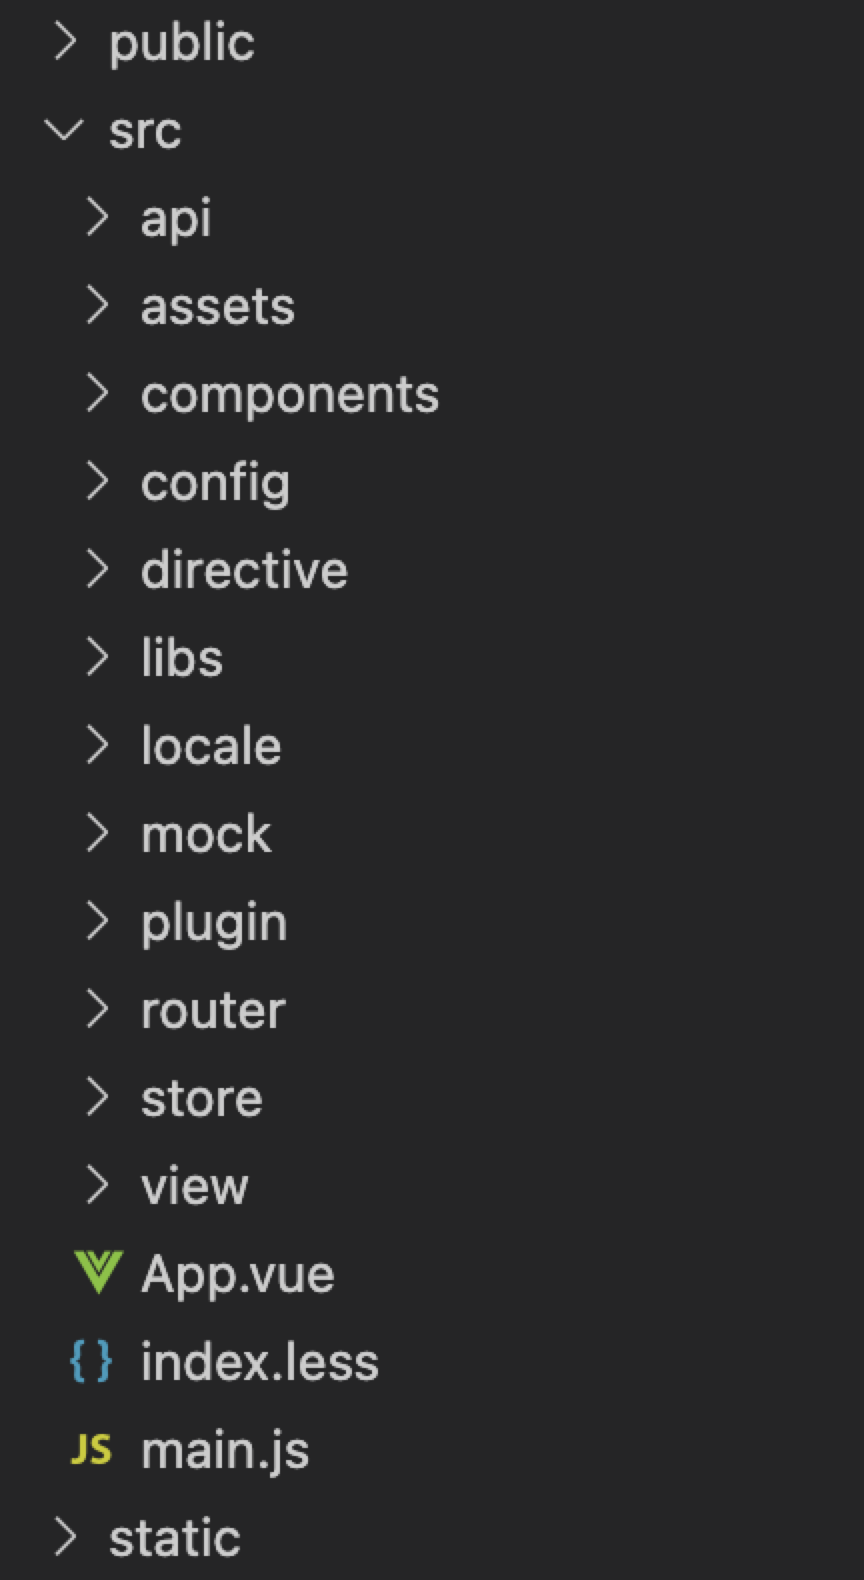 public
src
api
assets
components
config
directive
libs
locale
mock
plugin
router
store
view
App.vue
{ } index.less
JS main.js
static